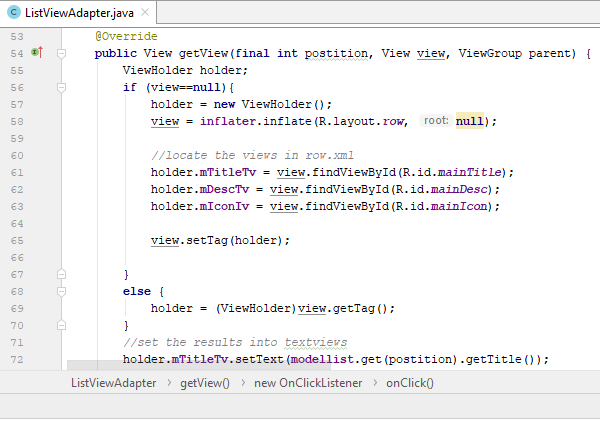 ListViewAdapter.java
53 @Override
54 public View getView(final int postition, View view, ViewGroup parent) {
55 ViewHolder holder;
56 if (view==null){
57 holder = new ViewHolder();
58 view = inflater.inflate(R.layout.row, root: null);
59
60 //locate the views in row.xml
61 holder.mTitleTv = view.findViewById(R.id.mainTitle);
62 holder.mDescTv = view.findViewById(R.id.mainDesc);
63 holder.mIconIv = view.findViewById(R.id.mainIcon);
64
65 view.setTag(holder);
66
67 }
68 else {
69 holder = (ViewHolder)view.getTag();
70 }
71 //set the results into textviews
72 holder.mTitleTv.setText(modellist.get(postition).getTitle());
ListViewAdapter › getView() › new OnClickListener › onClick()